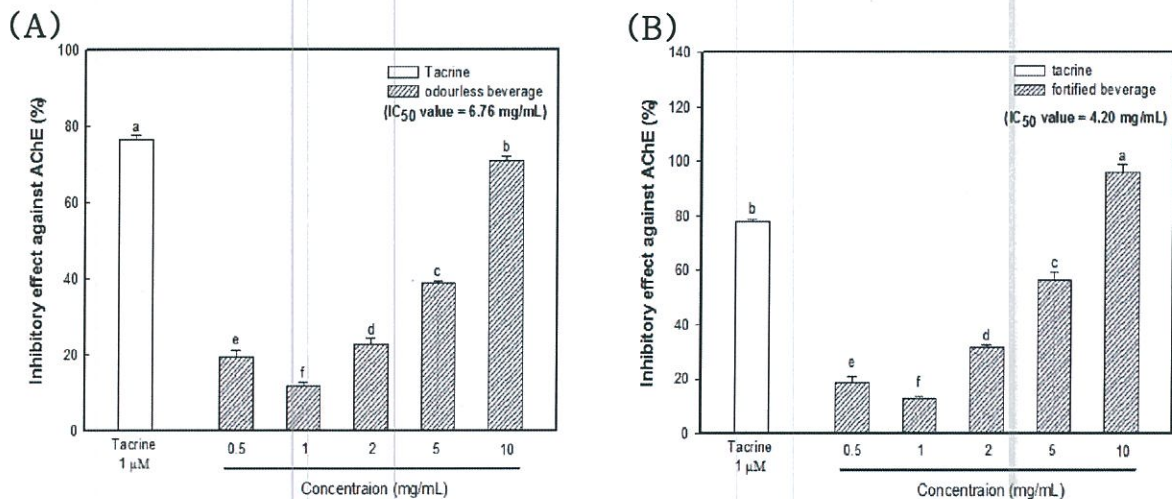 (A)
100
80
60
40
20
0
Inhibitory effect against AChE (%)
Tacrine
odourless beverage
(IC50 value = 6.76 mg/mL)
a
e
f
d
c
b
Tacrine
1 µM
0.5
1
2
5
10
Concentraion (mg/mL)
(B)
140
120
100
80
60
40
20
0
Inhibitory effect against AChE (%)
tacrine
fortified beverage
(IC50 value = 4.20 mg/mL)
b
e
f
d
c
a
Tacrine
1 µM
0.5
1
2
5
10
Concentraion (mg/mL)